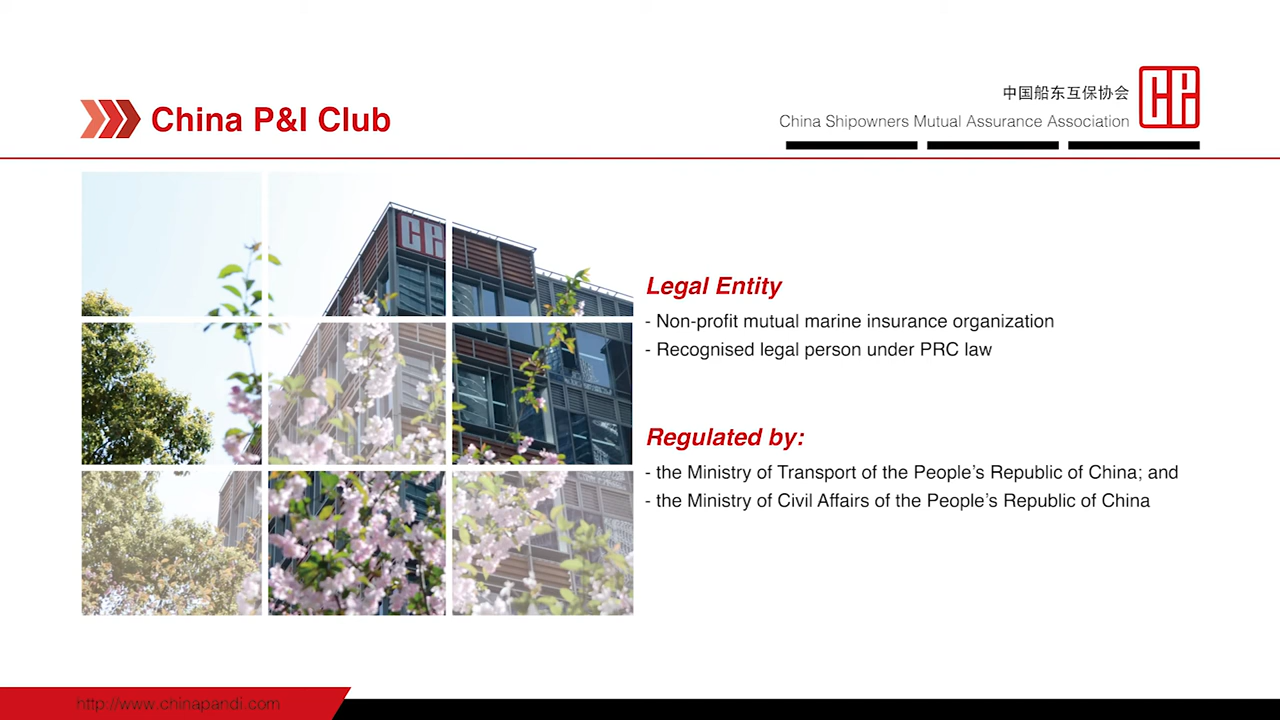 China P&I Club
中国船东互保协会
China Shipowners Mutual Assurance Association
CPI
CPI
Legal Entity
- Non-profit mutual marine insurance organization
- Recognised legal person under PRC law
Regulated by:
- the Ministry of Transport of the People's Republic of China; and
- the Ministry of Civil Affairs of the People's Republic of China
http://www.chinapandi.com